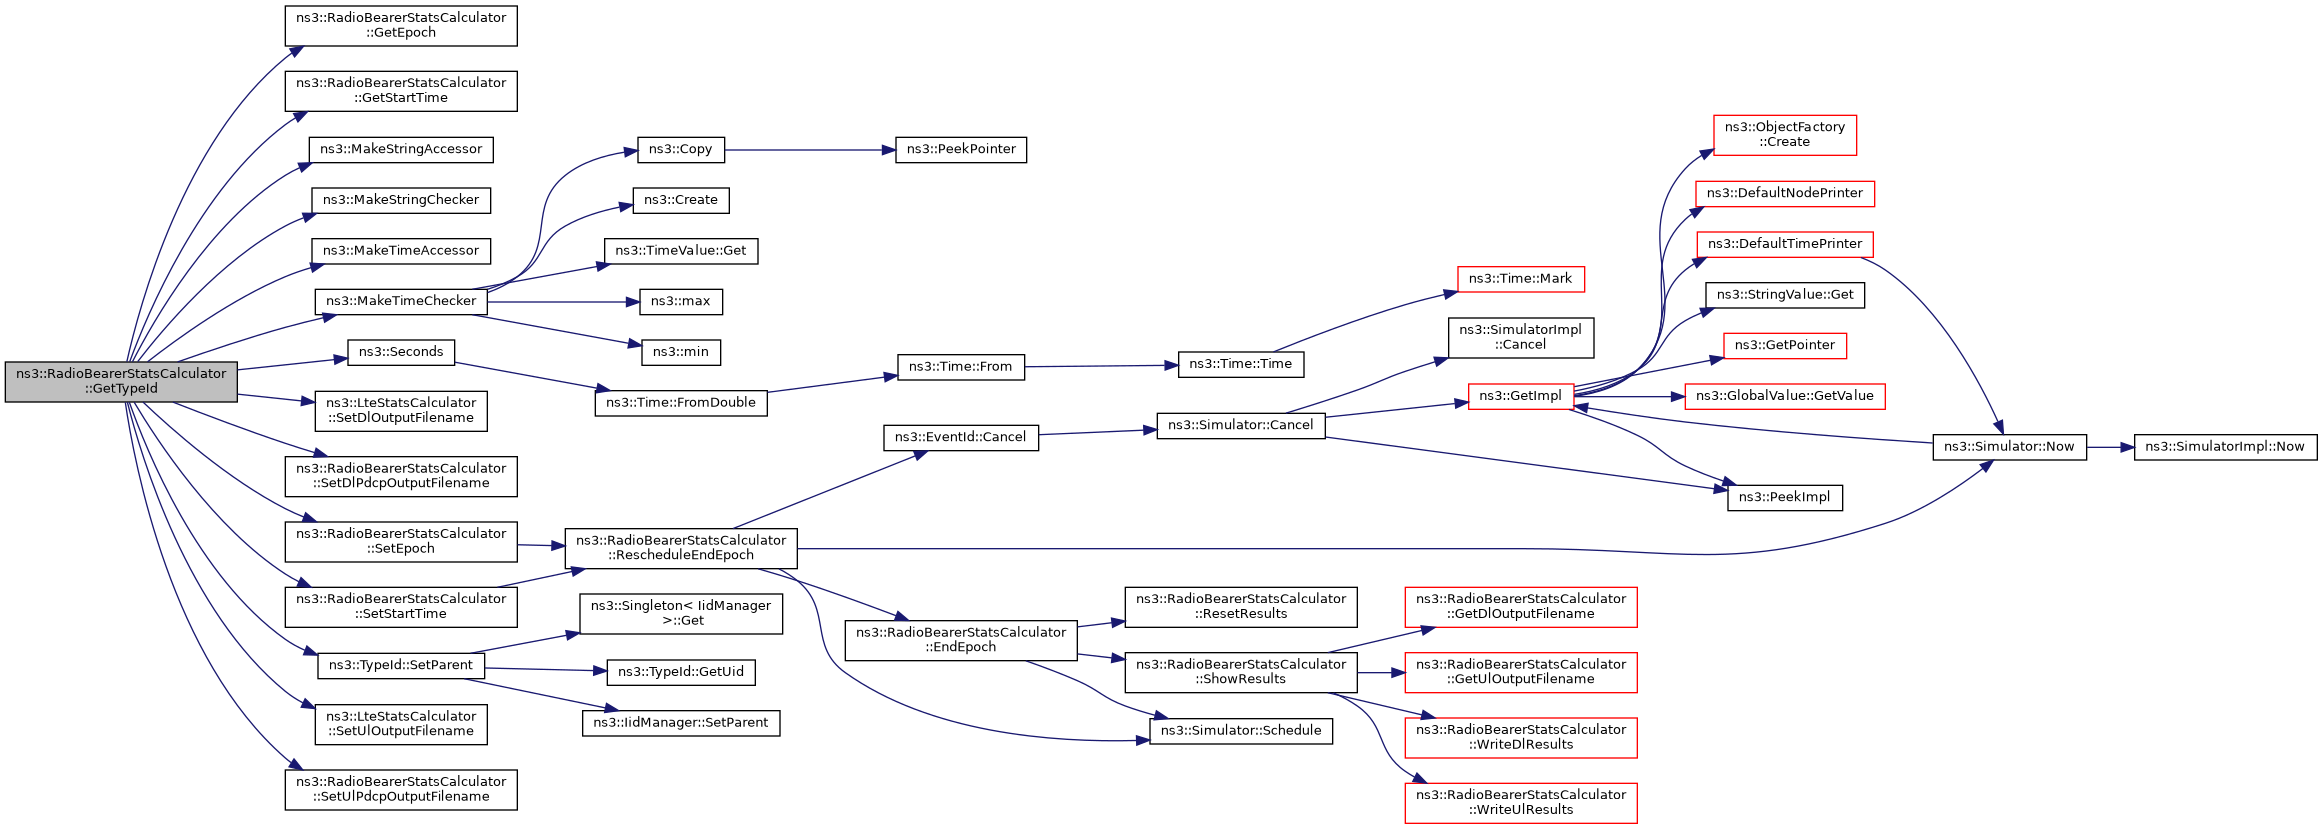 ns3::RadioBearerStatsCalculator
::GetTypeId
ns3::RadioBearerStatsCalculator
::GetEpoch
ns3::RadioBearerStatsCalculator
::GetStartTime
ns3::MakeStringAccessor
ns3::MakeStringChecker
ns3::MakeTimeAccessor
ns3::MakeTimeChecker
ns3::Seconds
ns3::LteStatsCalculator
::SetDlOutputFilename
ns3::RadioBearerStatsCalculator
::SetDlPdcpOutputFilename
ns3::RadioBearerStatsCalculator
::SetEpoch
ns3::RadioBearerStatsCalculator
::SetStartTime
ns3::TypeId::SetParent
ns3::LteStatsCalculator
::SetUlOutputFilename
ns3::RadioBearerStatsCalculator
::SetUlPdcpOutputFilename
ns3::Copy
ns3::Create
ns3::TimeValue::Get
ns3::max
ns3::min
ns3::Time::FromDouble
ns3::RadioBearerStatsCalculator
::RescheduleEndEpoch
ns3::Singleton< IidManager
>::Get
ns3::TypeId::GetUid
ns3::IidManager::SetParent
ns3::PeekPointer
ns3::Time::From
ns3::EventId::Cancel
ns3::RadioBearerStatsCalculator
::EndEpoch
ns3::Time::Time
ns3::Simulator::Cancel
ns3::RadioBearerStatsCalculator
::ResetResults
ns3::RadioBearerStatsCalculator
::ShowResults
ns3::Simulator::Schedule
ns3::Time::Mark
ns3::SimulatorImpl
::Cancel
ns3::GetImpl
ns3::RadioBearerStatsCalculator
::GetDlOutputFilename
ns3::RadioBearerStatsCalculator
::GetUlOutputFilename
ns3::RadioBearerStatsCalculator
::WriteDlResults
ns3::RadioBearerStatsCalculator
::WriteUlResults
ns3::ObjectFactory
::Create
ns3::DefaultNodePrinter
ns3::DefaultTimePrinter
ns3::StringValue::Get
ns3::GetPointer
ns3::GlobalValue::GetValue
ns3::PeekImpl
ns3::Simulator::Now
ns3::SimulatorImpl::Now